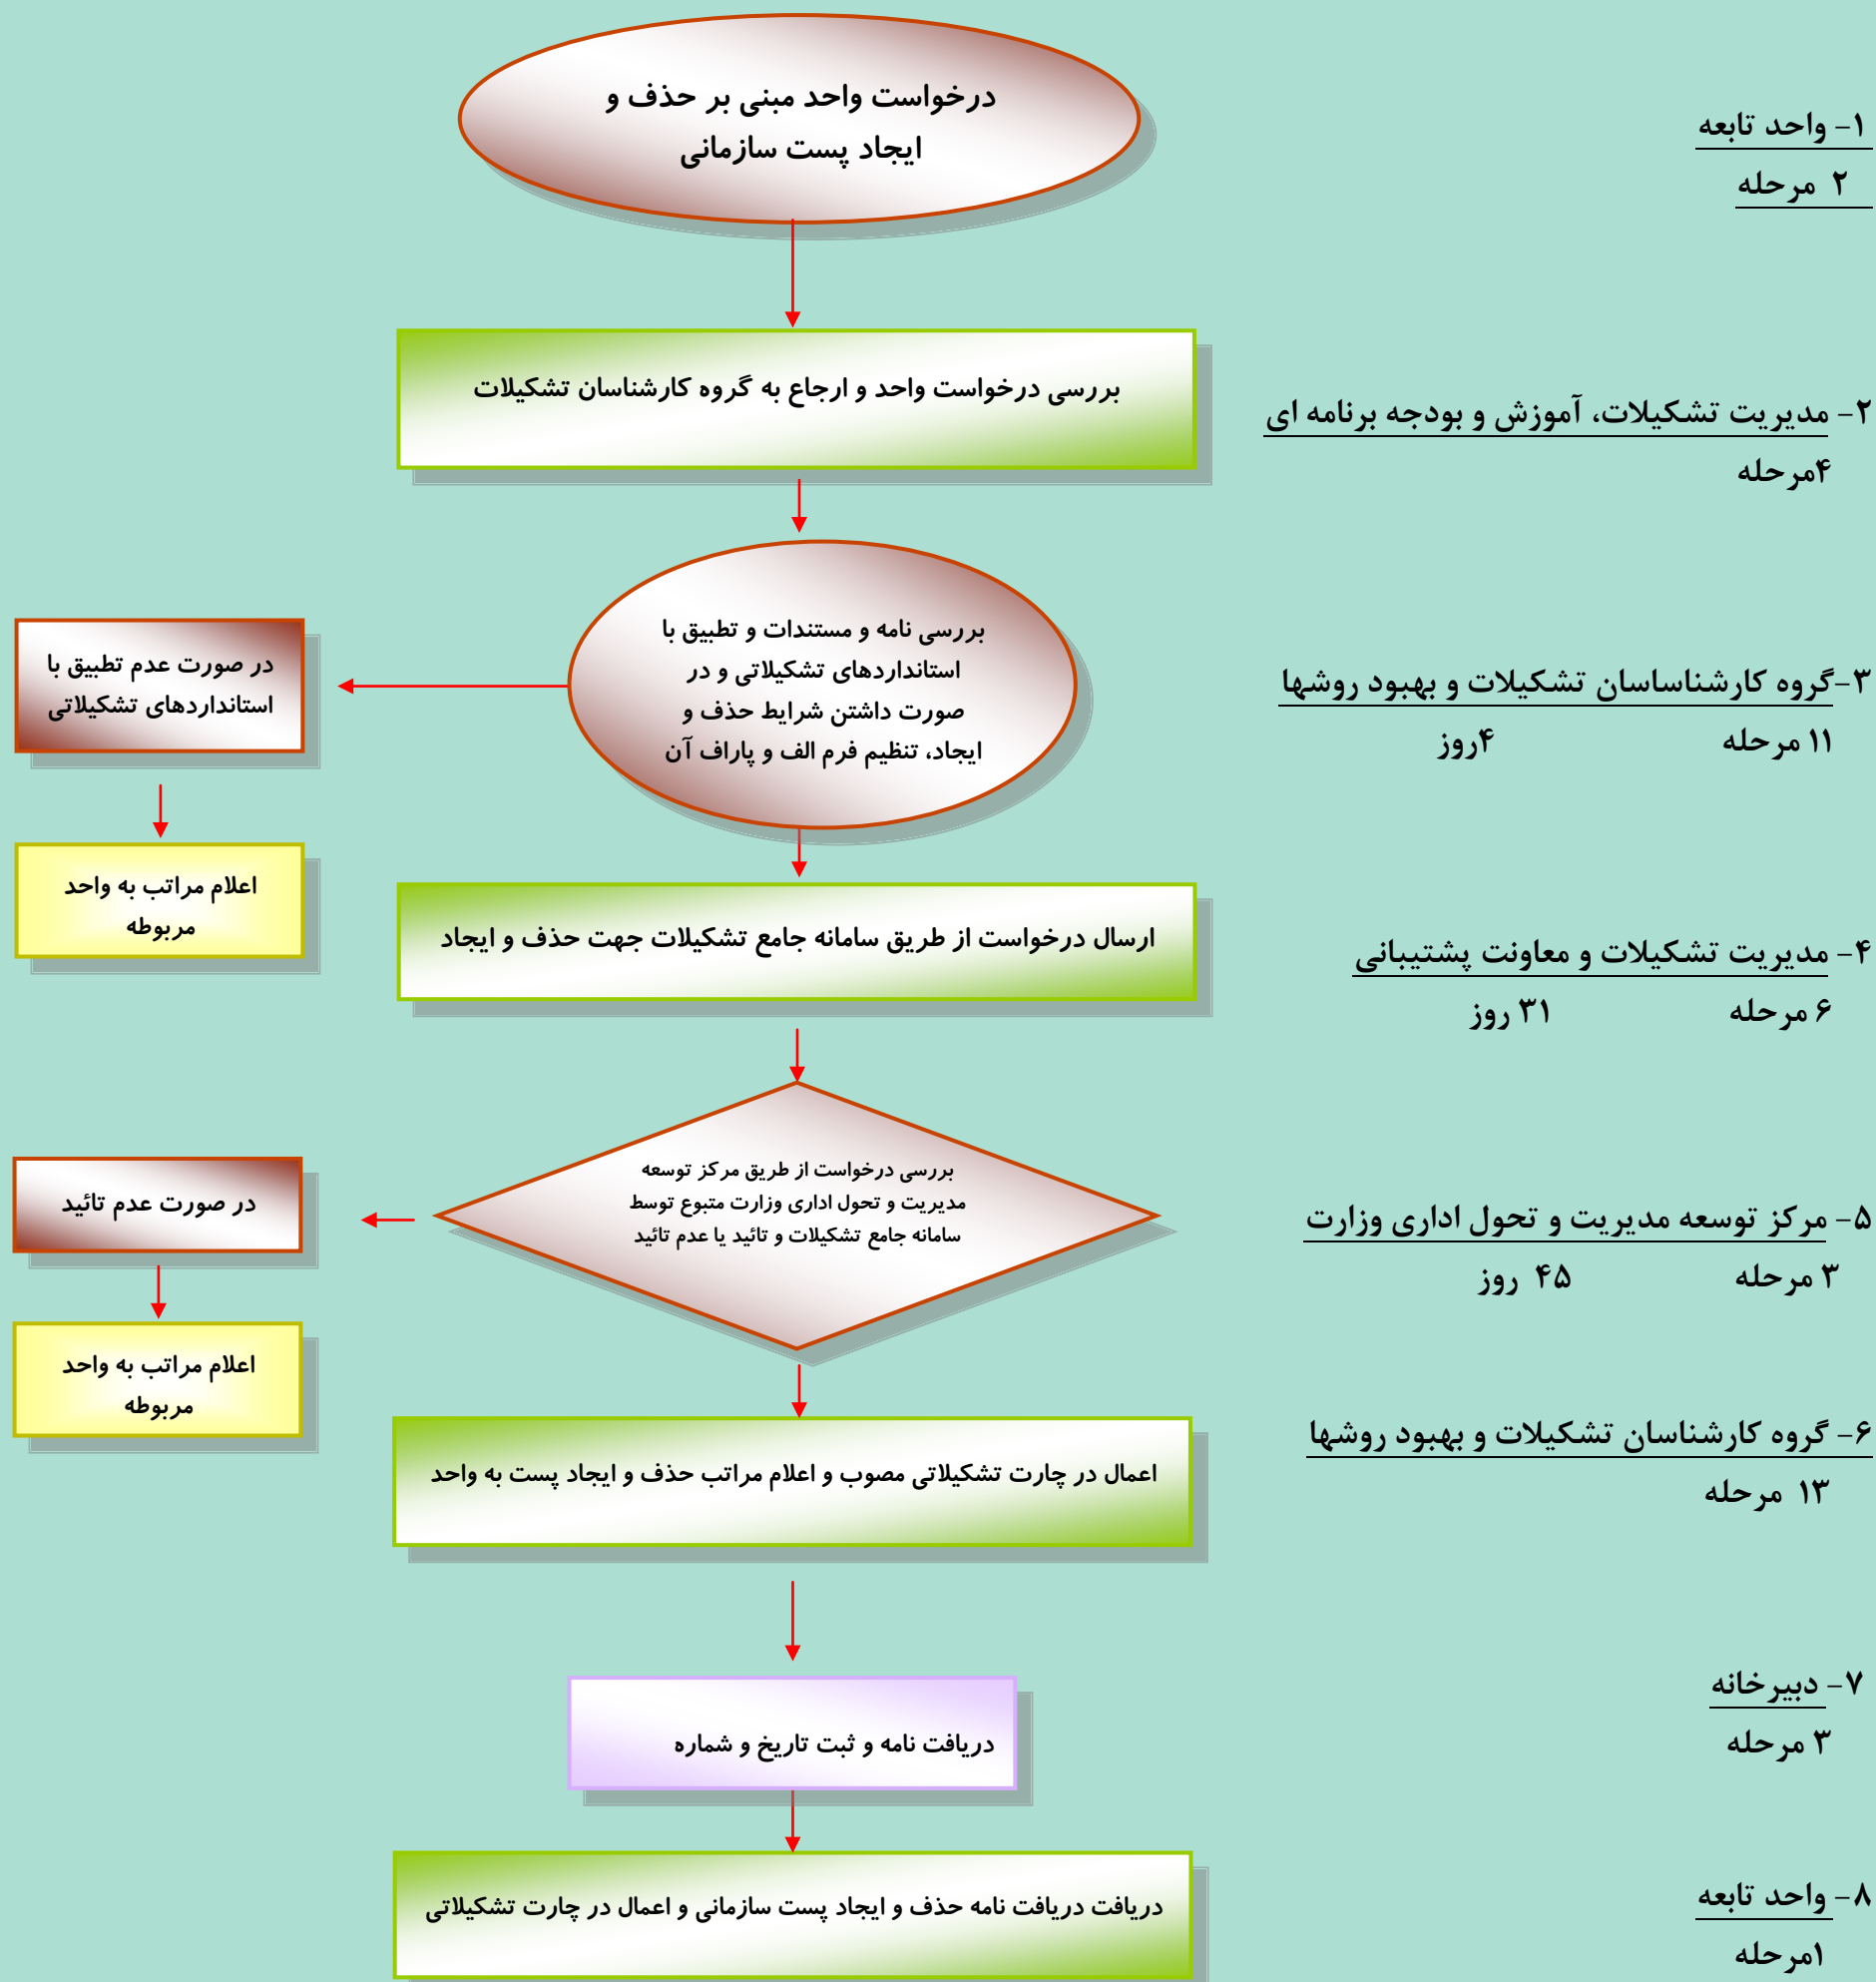 درخواست واحد مبنی بر حذف و
ایجاد پست سازمانی
۱- واحد تابعه
۲ مرحله
بررسی درخواست واحد و ارجاع به گروه کارشناسان تشکیلات
۲- مدیریت تشکیلات، آموزش و بودجه برنامه ای
۴مرحله
بررسی نامه و مستندات و تطبیق با
استانداردهای تشکیلاتی و در
صورت داشتن شرایط حذف و
ایجاد، تنظیم فرم الف و پاراف آن
در صورت عدم تطبیق با
استانداردهای تشکیلاتی
اعلام مراتب به واحد
مربوطه
۳-گروه کارشناساسان تشکیلات و بهبود روشها
۱۱ مرحله ۴روز
ارسال درخواست از طریق سامانه جامع تشکیلات جهت حذف و ایجاد
۴- مدیریت تشکیلات و معاونت پشتیبانی
۶ مرحله ۳۱ روز
بررسی درخواست از طریق مرکز توسعه
مدیریت و تحول اداری وزارت متبوع توسط
سامانه جامع تشکیلات و تائید یا عدم تائید
در صورت عدم تائید
اعلام مراتب به واحد
مربوطه
۵- مرکز توسعه مدیریت و تحول اداری وزارت
۳ مرحله ۴۵ روز
اعمال در چارت تشکیلاتی مصوب و اعلام مراتب حذف و ایجاد پست به واحد
۶- گروه کارشناسان تشکیلات و بهبود روشها
۱۳ مرحله
دریافت نامه و ثبت تاریخ و شماره
۷- دبیرخانه
۳ مرحله
دریافت دریافت نامه حذف و ایجاد پست سازمانی و اعمال در چارت تشکیلاتی
۸- واحد تابعه
۱مرحله